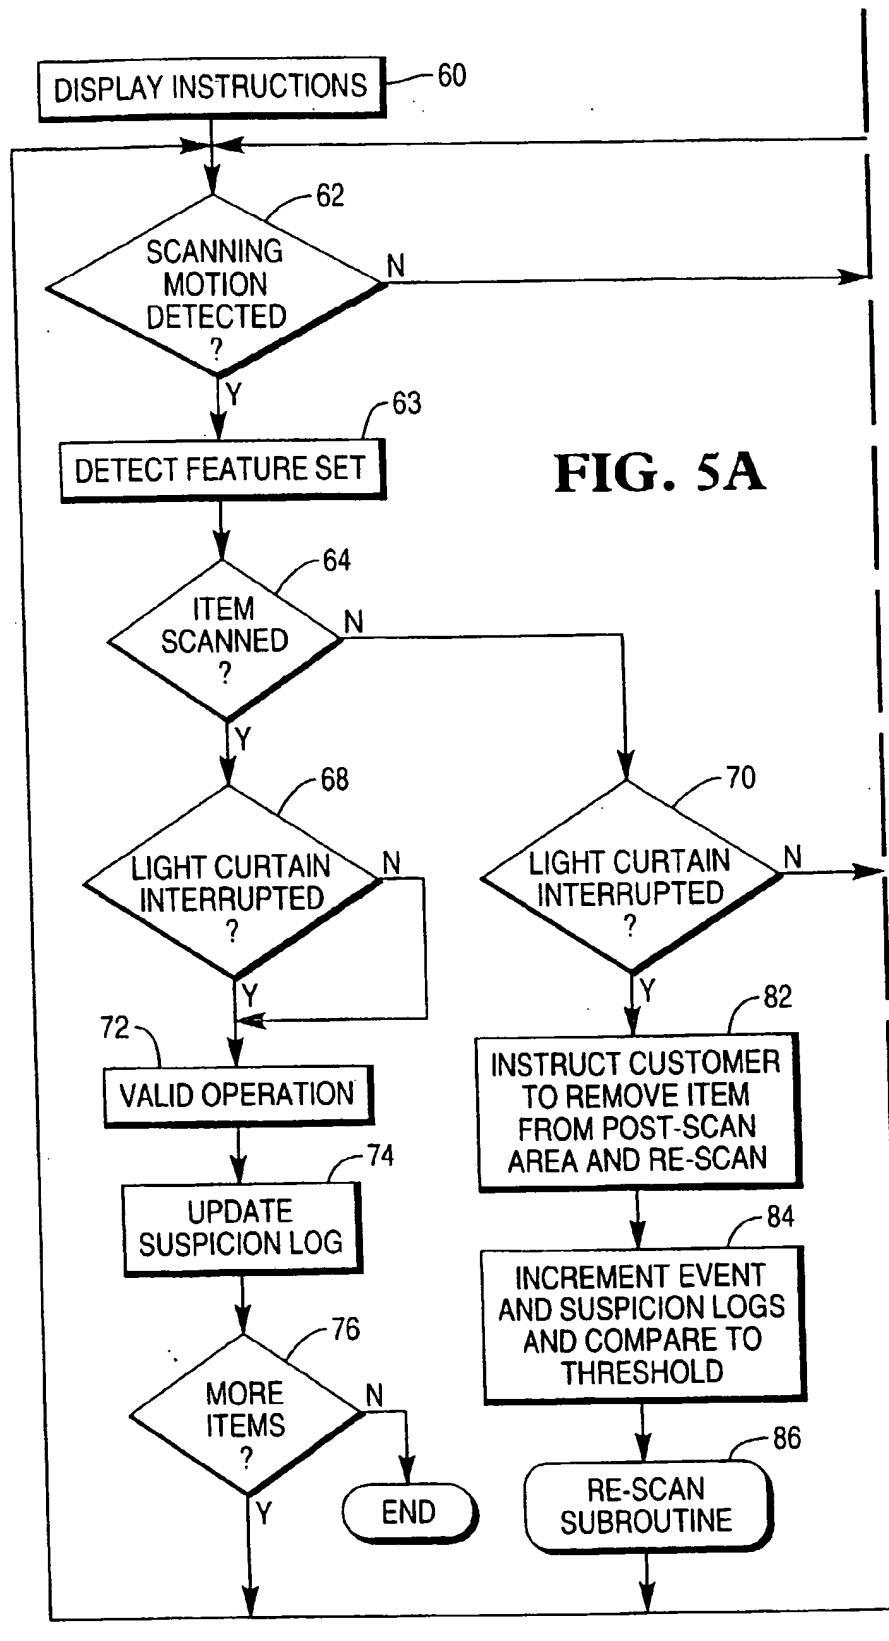 DISPLAY INSTRUCTIONS
60
62
SCANNING
MOTION
DETECTED
?
N
Y
63
DETECT FEATURE SET
FIG. 5A
64
ITEM
SCANNED
?
N
Y
68
LIGHT CURTAIN
INTERRUPTED
?
N
Y
70
LIGHT CURTAIN
INTERRUPTED
?
N
Y
72
VALID OPERATION
74
UPDATE
SUSPICION LOG
76
MORE
ITEMS
?
N
Y
END
82
INSTRUCT CUSTOMER
TO REMOVE ITEM
FROM POST-SCAN
AREA AND RE-SCAN
84
INCREMENT EVENT
AND SUSPICION LOGS
AND COMPARE TO
THRESHOLD
86
RE-SCAN
SUBROUTINE